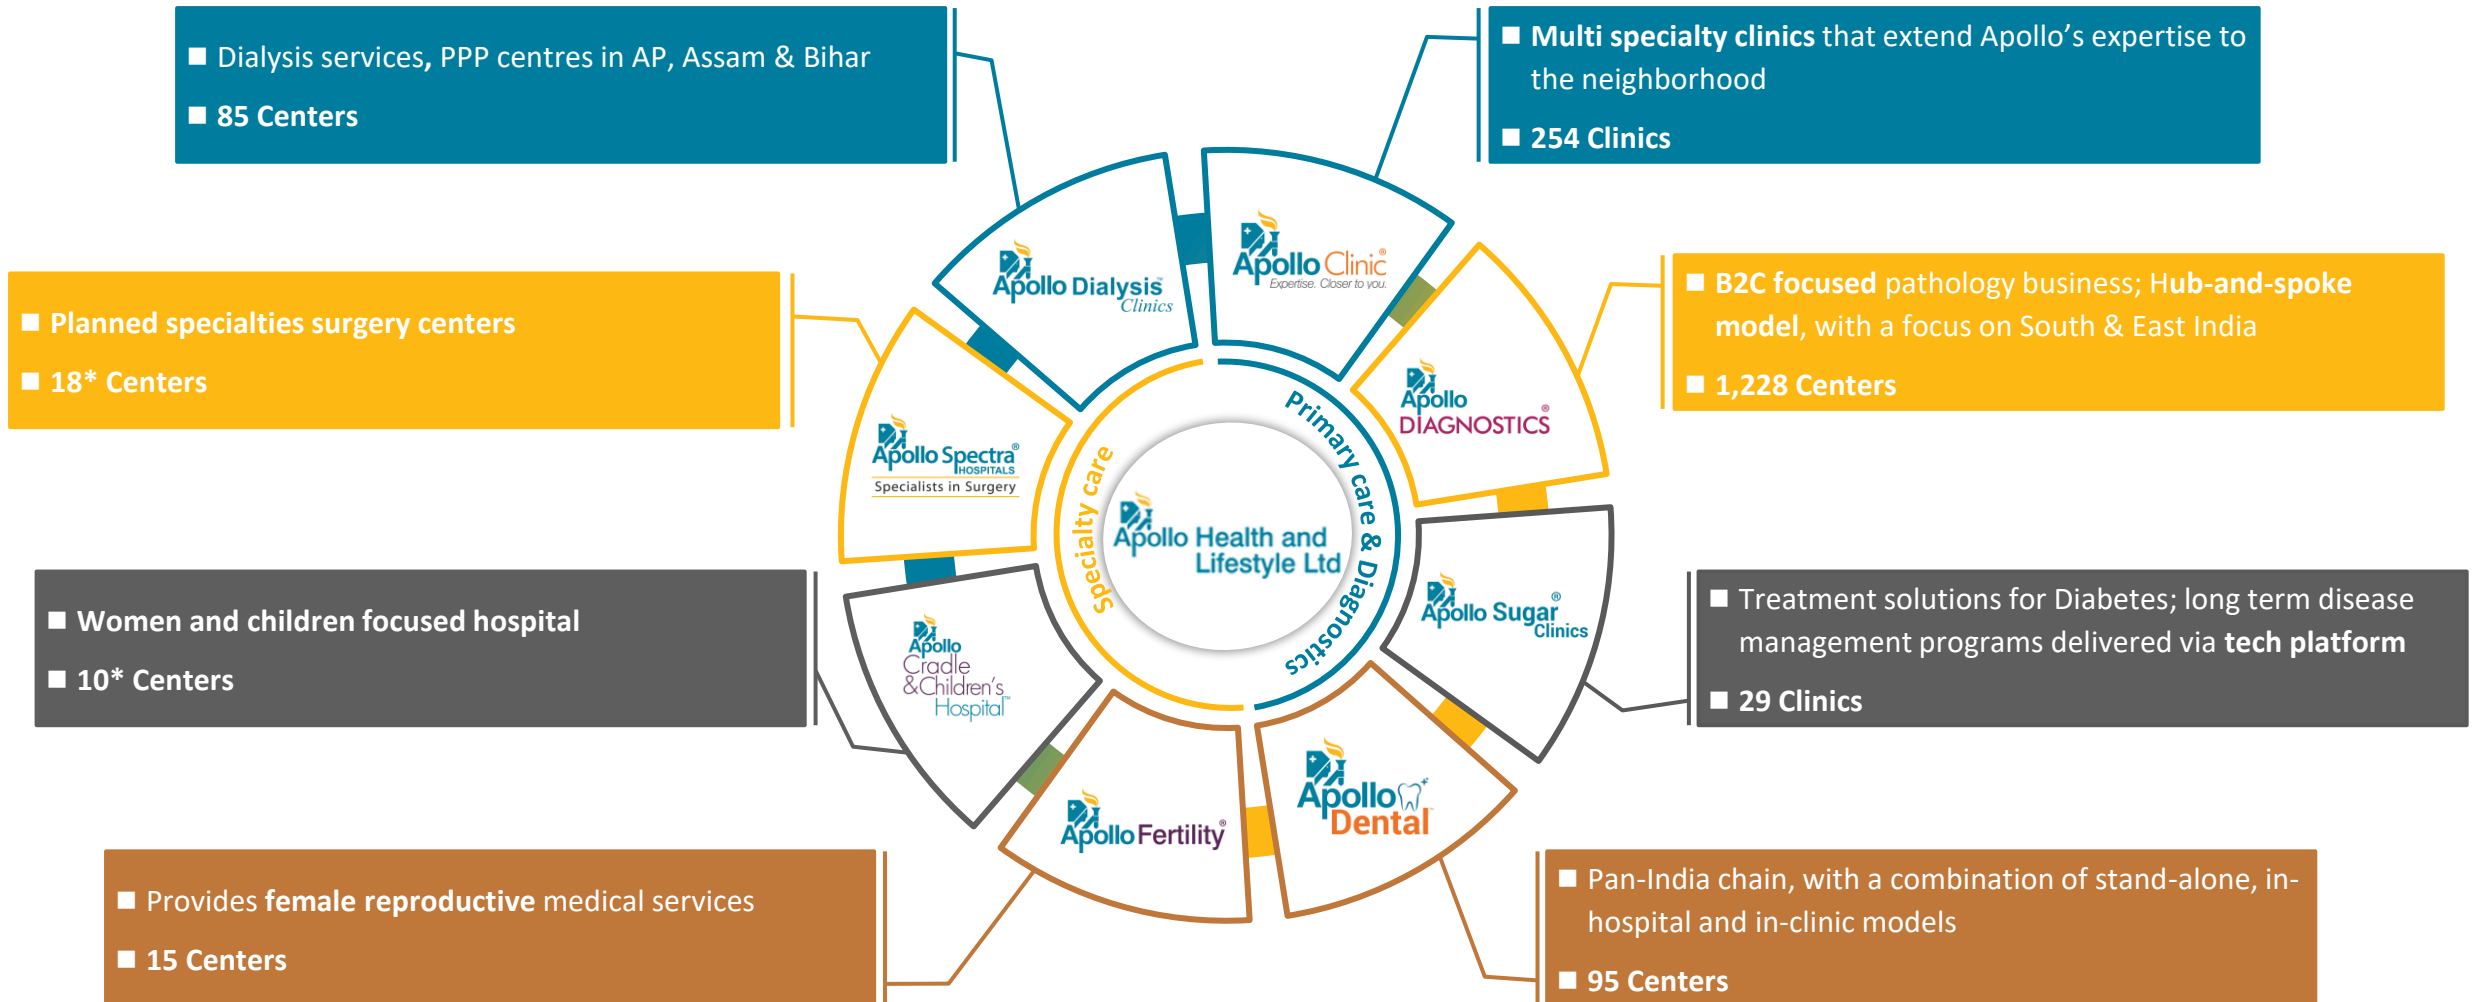 ■ Dialysis services, PPP centres in AP, Assam & Bihar
■ 85 Centers
■ Multi specialty clinics that extend Apollo’s expertise to
the neighborhood
■ 254 Clinics
■ Planned specialties surgery centers
■ 18* Centers
■ B2C focused pathology business; Hub-and-spoke
model, with a focus on South & East India
■ 1,228 Centers
■ Women and children focused hospital
■ 10* Centers
■ Treatment solutions for Diabetes; long term disease
management programs delivered via tech platform
■ 29 Clinics
■ Provides female reproductive medical services
■ 15 Centers
■ Pan-India chain, with a combination of stand-alone, in-
hospital and in-clinic models
■ 95 Centers
Apollo Dialysis™
Clinics
Apollo Clinic®
Expertise. Closer to you.
Apollo
DIAGNOSTICS®
Apollo Sugar®
Clinics
Apollo
Dental™
Apollo Fertility®
Apollo
Cradle
&Children's
Hospital™
Apollo Spectra®
HOSPITALS
Specialists in Surgery
Specialty care
Primary care & Diagnostics
Apollo Health and
Lifestyle Ltd